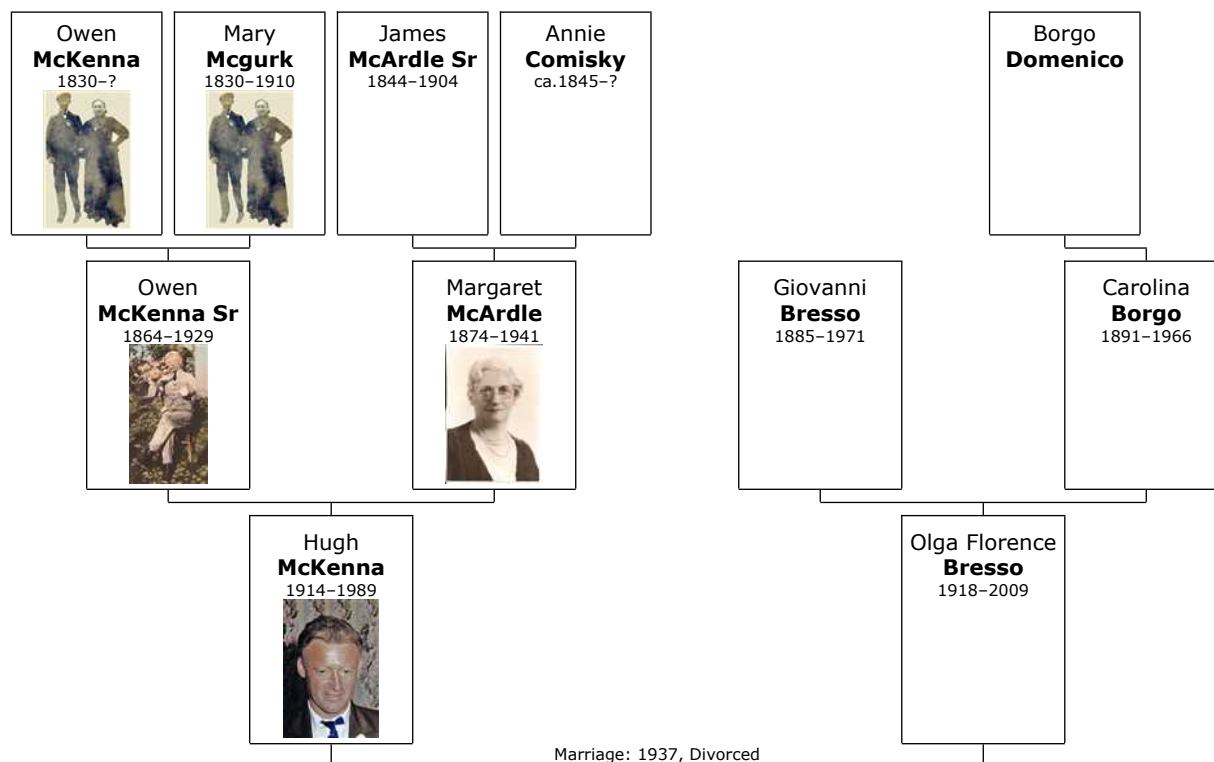 Owen
McKenna
1830–?
Mary
Mcgurk
1830–1910
James
McArdle Sr
1844–1904
Annie
Comisky
ca.1845–?
Borgo
Domenico
Owen
McKenna Sr
1864–1929
Margaret
McArdle
1874–1941
Giovanni
Bresso
1885–1971
Carolina
Borgo
1891–1966
Hugh
McKenna
1914–1989
Olga Florence
Bresso
1918–2009
Marriage: 1937, Divorced